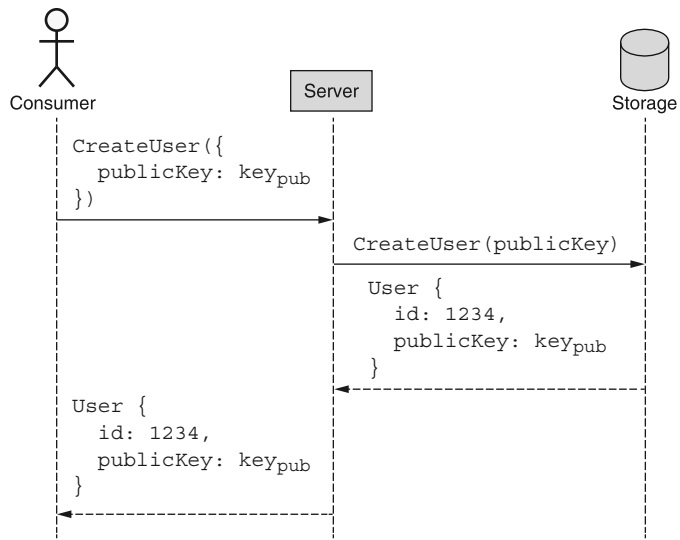 Consumer
Server
Storage
CreateUser({
publicKey: keypub
})
CreateUser(publicKey)
User {
id: 1234,
publicKey: keypub
}
User {
id: 1234,
publicKey: keypub
}